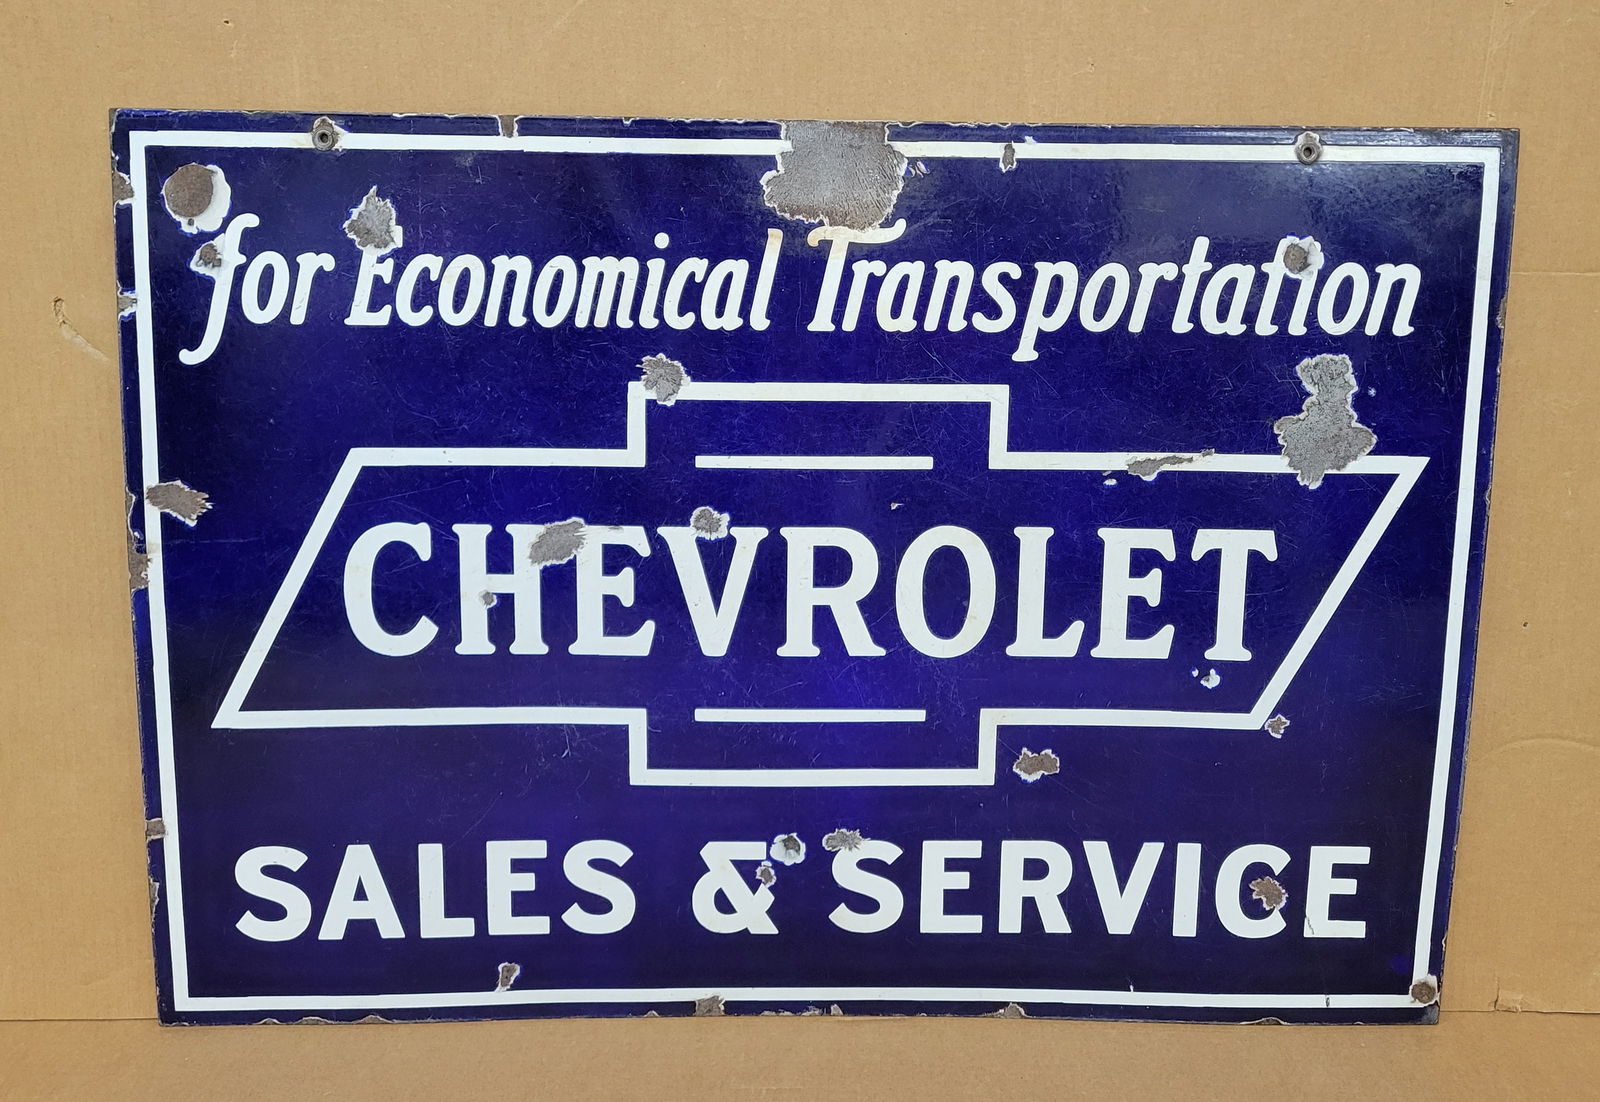 for Economical Transportation
CHEVROLET
SALES & SERVICE